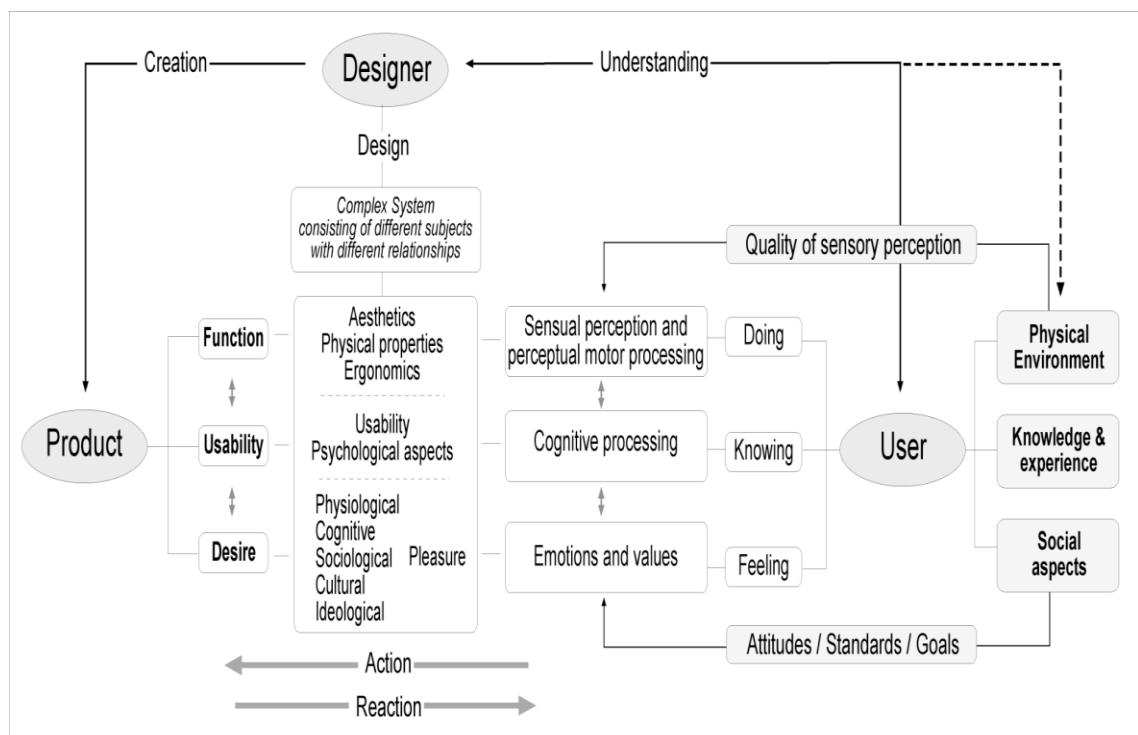 Creation
Designer
Understanding
Design
Complex System
consisting of different subjects
with different relationships
Quality of sensory perception
Function
Aesthetics
Physical properties
Ergonomics
Sensual perception and
perceptual motor processing
Doing
Physical
Environment
Product
Usability
Usability
Psychological aspects
Cognitive processing
Knowing
User
Knowledge &
experience
Desire
Physiological
Cognitive
Sociological
Cultural
Ideological
Pleasure
Emotions and values
Feeling
Social
aspects
Attitudes / Standards / Goals
Action
Reaction